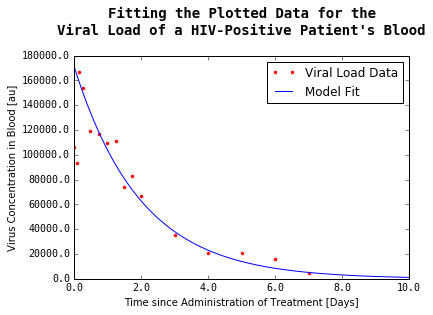 Fitting the Plotted Data for the
Viral Load of a HIV-Positive Patient's Blood
180000.0
160000.0
140000.0
120000.0
100000.0
80000.0
60000.0
40000.0
20000.0
0.0
Virus Concentration in Blood [au]
Viral Load Data
Model Fit
0.0 2.0 4.0 6.0 8.0 10.0
Time since Administration of Treatment [Days]